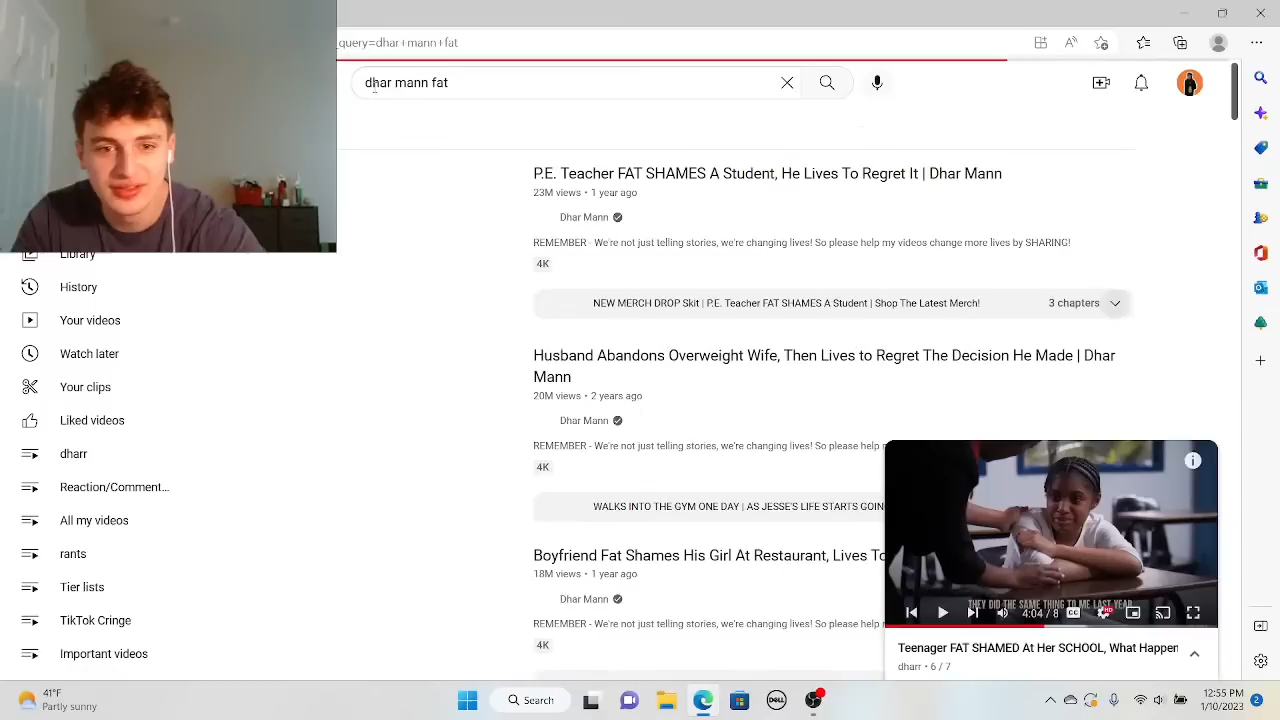 _query=dhar+mann+fat
dhar mann fat
P.E. Teacher FAT SHAMES A Student, He Lives To Regret It | Dhar Mann
23M views • 1 year ago
Dhar Mann
REMEMBER - We're not just telling stories, we're changing lives! So please help my videos change more lives by SHARING!
4K
NEW MERCH DROP Skit | P.E. Teacher FAT SHAMES A Student | Shop The Latest Merch!
3 chapters
Husband Abandons Overweight Wife, Then Lives to Regret The Decision He Made | Dhar
Mann
20M views • 2 years ago
Dhar Mann
REMEMBER - We're not just telling stories, we're changing lives! So please help
4K
WALKS INTO THE GYM ONE DAY | AS JESSE'S LIFE STARTS GOIN
Boyfriend Fat Shames His Girl At Restaurant, Lives To
18M views • 1 year ago
Dhar Mann
REMEMBER - We're not just telling stories, we're changing lives! So please help
4K
Library
History
Your videos
Watch later
Your clips
Liked videos
dharr
Reaction/Comment...
All my videos
rants
Tier lists
TikTok Cringe
Important videos
THEY DID THE SAME THING TO ME LAST YEAR
4:04 / 8
CC
HD
Teenager FAT SHAMED At Her SCHOOL, What Happen
dharr • 6 / 7
41°F
Partly sunny
Search
DELL
12:55 PM
1/10/2023
2